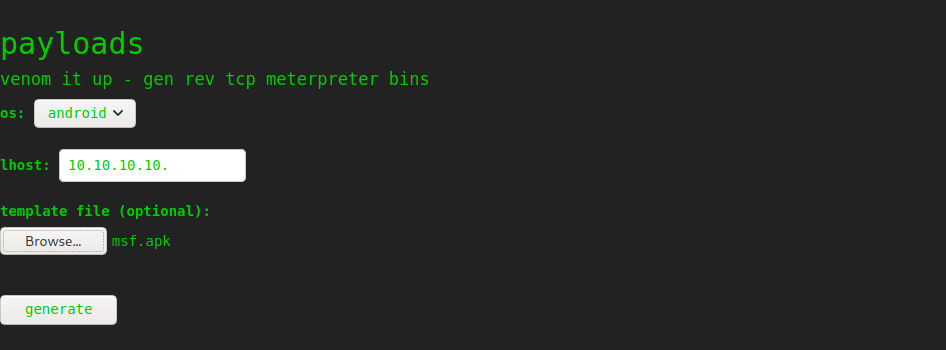 payloads
venom it up - gen rev tcp meterpreter bins
os: android
lhost: 10.10.10.10.
template file (optional):
Browse... msf.apk
generate